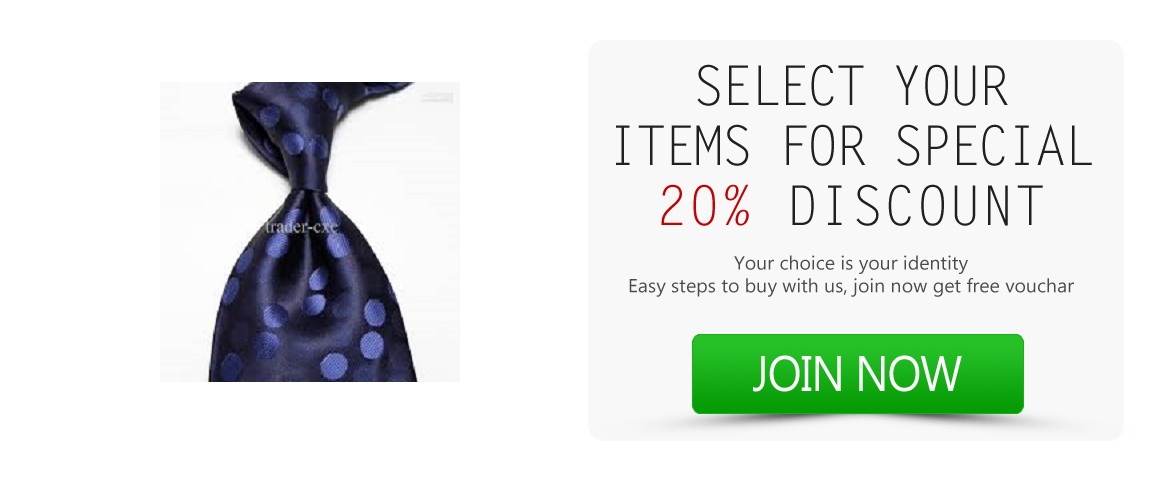 trader-cxe
SELECT YOUR
ITEMS FOR SPECIAL
20% DISCOUNT
Your choice is your identity
Easy steps to buy with us, join now get free vouchar
JOIN NOW